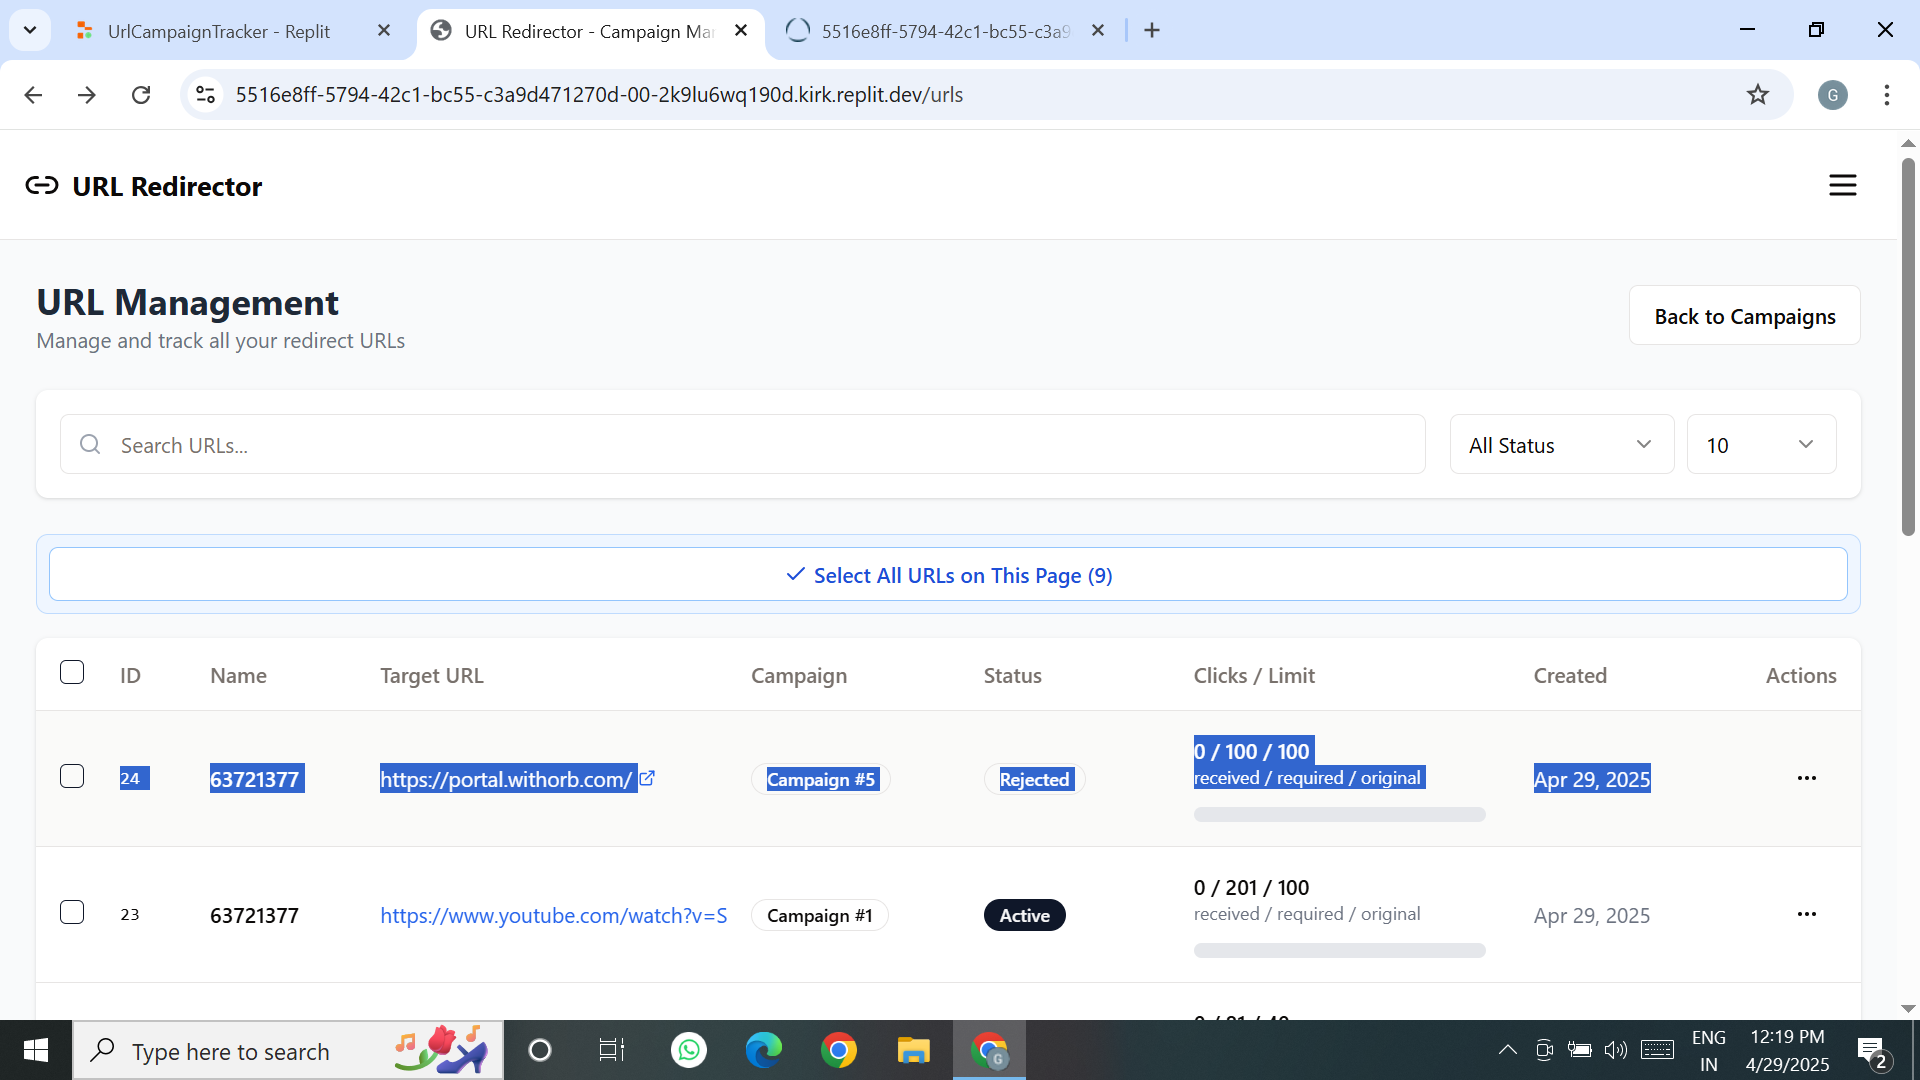 UrlCampaignTracker - Replit
URL Redirector - Campaign Ma
5516e8ff-5794-42c1-bc55-c3a9
5516e8ff-5794-42c1-bc55-c3a9d471270d-00-2k9lu6wq190d.kirk.replit.dev/urls
G
URL Redirector
URL Management
Manage and track all your redirect URLs
Back to Campaigns
Search URLs...
All Status
10
Select All URLs on This Page (9)
ID Name Target URL Campaign Status Clicks / Limit Created Actions
24 63721377 https://portal.withorb.com/ Campaign #5 Rejected 0 / 100 / 100 Apr 29, 2025
received / required / original
23 63721377 https://www.youtube.com/watch?v=S Campaign #1 Active 0 / 201 / 100 Apr 29, 2025
received / required / original
Type here to search
G
ENG
IN
12:19 PM
4/29/2025
2